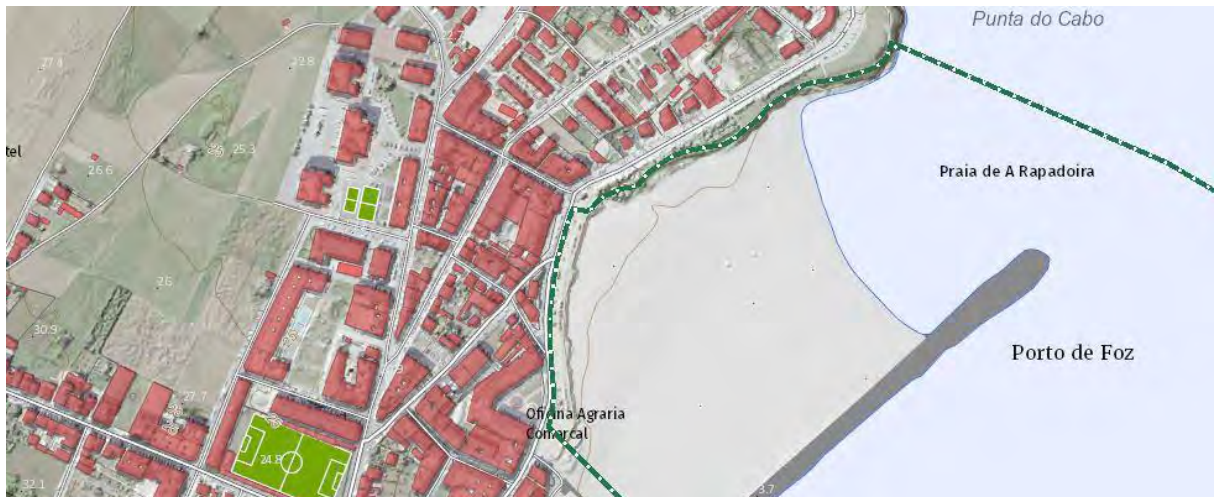 Punta do Cabo
27.4
22.8
25.3
tel
26.6
Praia de A Rapadoira
26
30.9
Porto de Foz
27.7
Oficina Agraria
Comarcal
24.8
32.1
3.7